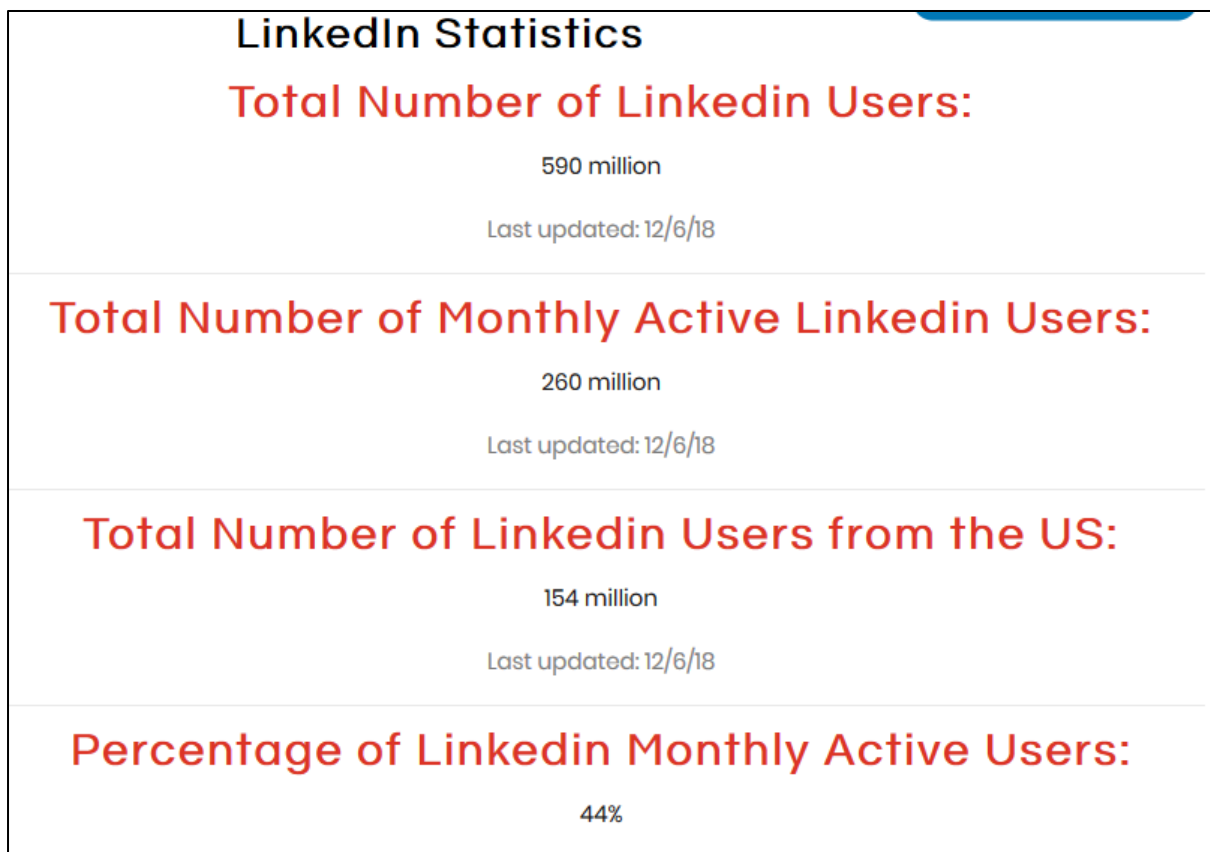 LinkedIn Statistics
Total Number of Linkedin Users:
590 million
Last updated: 12/6/18
Total Number of Monthly Active Linkedin Users:
260 million
Last updated: 12/6/18
Total Number of Linkedin Users from the US:
154 million
Last updated: 12/6/18
Percentage of Linkedin Monthly Active Users:
44%